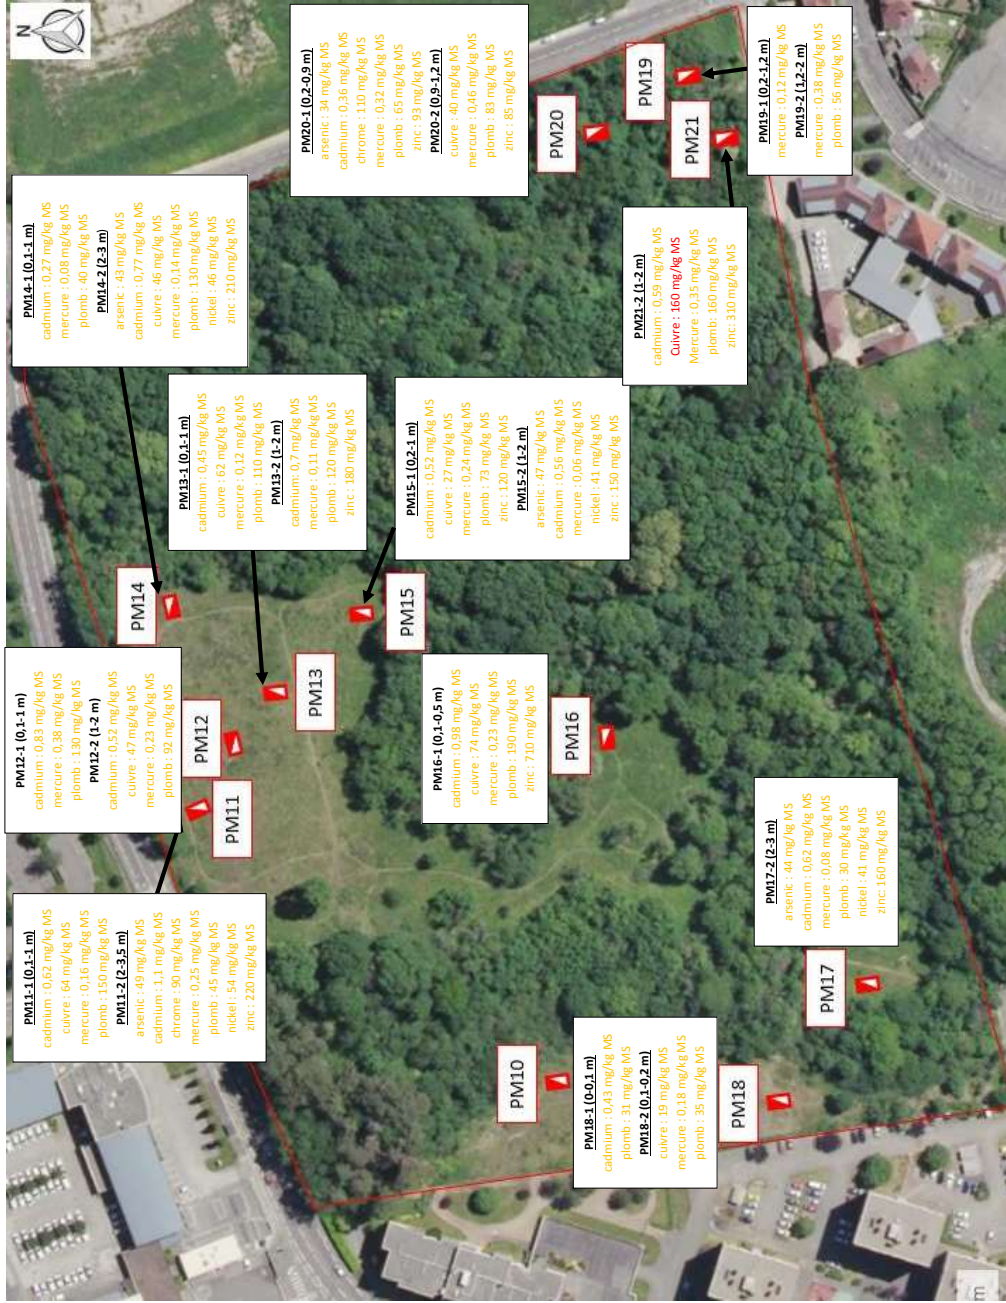 N
PM11-1 (0,1-1 m)
cadmium : 0,62 mg/kg MS
cuivre : 64 mg/kg MS
mercure : 0,16 mg/kg MS
plomb : 150 mg/kg MS
PM11-2 (2-3,5 m)
arsenic : 49 mg/kg MS
cadmium : 1,1 mg/kg MS
chrome : 90 mg/kg MS
mercure : 0,25 mg/kg MS
plomb : 45 mg/kg MS
nickel : 54 mg/kg MS
zinc : 220 mg/kg MS
PM12-1 (0,1-1 m)
cadmium : 0,83 mg/kg MS
mercure : 0,38 mg/kg MS
plomb : 130 mg/kg MS
PM12-2 (1-2 m)
cadmium : 0,52 mg/kg MS
cuivre : 47 mg/kg MS
mercure : 0,23 mg/kg MS
plomb : 92 mg/kg MS
PM14-1 (0,1-1 m)
cadmium : 0,27 mg/kg MS
mercure : 0,08 mg/kg MS
plomb : 40 mg/kg MS
PM14-2 (2-3 m)
arsenic : 43 mg/kg MS
cadmium : 0,77 mg/kg MS
cuivre : 46 mg/kg MS
mercure : 0,14 mg/kg MS
plomb : 130 mg/kg MS
nickel : 46 mg/kg MS
zinc : 210 mg/kg MS
PM14
PM12
PM11
PM13-1 (0,1-1 m)
cadmium : 0,45 mg/kg MS
cuivre : 62 mg/kg MS
mercure : 0,12 mg/kg MS
plomb : 110 mg/kg MS
PM13-2 (1-2 m)
cadmium: 0,7 mg/kg MS
mercure : 0,11 mg/kg MS
plomb : 120 mg/kg MS
zinc : 180 mg/kg MS
PM20-1 (0,2-0,9 m)
arsenic : 34 mg/kg MS
cadmium : 0,36 mg/kg MS
chrome : 110 mg/kg MS
mercure : 0,32 mg/kg MS
plomb : 65 mg/kg MS
zinc : 93 mg/kg MS
PM20-2 (0,9-1,2 m)
cuivre : 40 mg/kg MS
mercure : 0,46 mg/kg MS
plomb : 83 mg/kg MS
zinc : 85 mg/kg MS
PM13
PM15
PM15-1 (0,2-1 m)
cadmium : 0,52 mg/kg MS
cuivre : 27 mg/kg MS
mercure : 0,24 mg/kg MS
plomb : 73 mg/kg MS
zinc : 120 mg/kg MS
PM15-2 (1-2 m)
arsenic : 47 mg/kg MS
cadmium : 0,56 mg/kg MS
mercure : 0,06 mg/kg MS
nickel : 41 mg/kg MS
zinc : 150 mg/kg MS
PM16-1 (0,1-0,5 m)
cadmium : 0,98 mg/kg MS
cuivre : 74 mg/kg MS
mercure : 0,23 mg/kg MS
plomb : 190 mg/kg MS
zinc : 710 mg/kg MS
PM10
PM16
PM20
PM18-1 (0-0,1 m)
cadmium : 0,43 mg/kg MS
plomb : 31 mg/kg MS
PM18-2 (0,1-0,2 m)
cuivre : 19 mg/kg MS
mercure : 0,18 mg/kg MS
plomb : 35 mg/kg MS
PM21-2 (1-2 m)
cadmium : 0,59 mg/kg MS
Cuivre : 160 mg/kg MS
Mercure : 0,35 mg/kg MS
plomb : 160 mg/kg MS
zinc : 310 mg/kg MS
PM19
PM21
PM18
PM17-2 (2-3 m)
arsenic : 44 mg/kg MS
cadmium : 0,62 mg/kg MS
mercure : 0,08 mg/kg MS
plomb : 30 mg/kg MS
nickel : 41 mg/kg MS
zinc: 160 mg/kg MS
PM19-1 (0,2-1,2 m)
mercure : 0,12 mg/kg MS
PM19-2 (1,2-2 m)
mercure : 0,38 mg/kg MS
plomb : 56 mg/kg MS
PM17
m